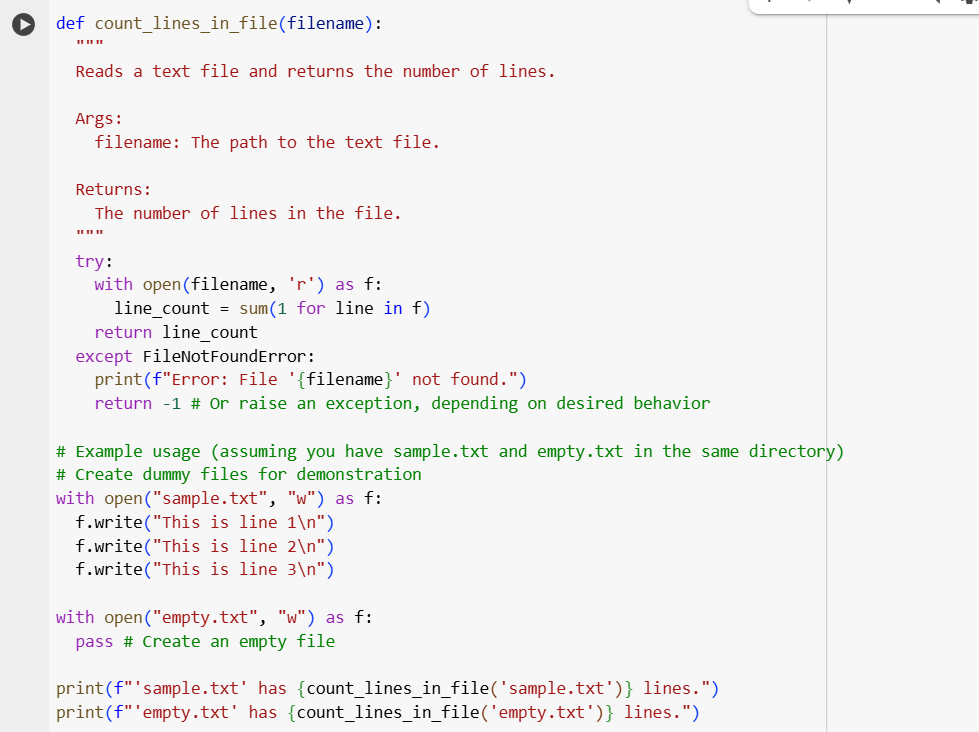 def count_lines_in_file(filename):
  """
  Reads a text file and returns the number of lines.

  Args:
    filename: The path to the text file.

  Returns:
    The number of lines in the file.
  """
  try:
    with open(filename, 'r') as f:
      line_count = sum(1 for line in f)
    return line_count
  except FileNotFoundError:
    print(f"Error: File '{filename}' not found.")
    return -1 # Or raise an exception, depending on desired behavior

# Example usage (assuming you have sample.txt and empty.txt in the same directory)
# Create dummy files for demonstration
with open("sample.txt", "w") as f:
  f.write("This is line 1\n")
  f.write("This is line 2\n")
  f.write("This is line 3\n")

with open("empty.txt", "w") as f:
  pass # Create an empty file

print(f"'sample.txt' has {count_lines_in_file('sample.txt')} lines.")
print(f"'empty.txt' has {count_lines_in_file('empty.txt')} lines.")